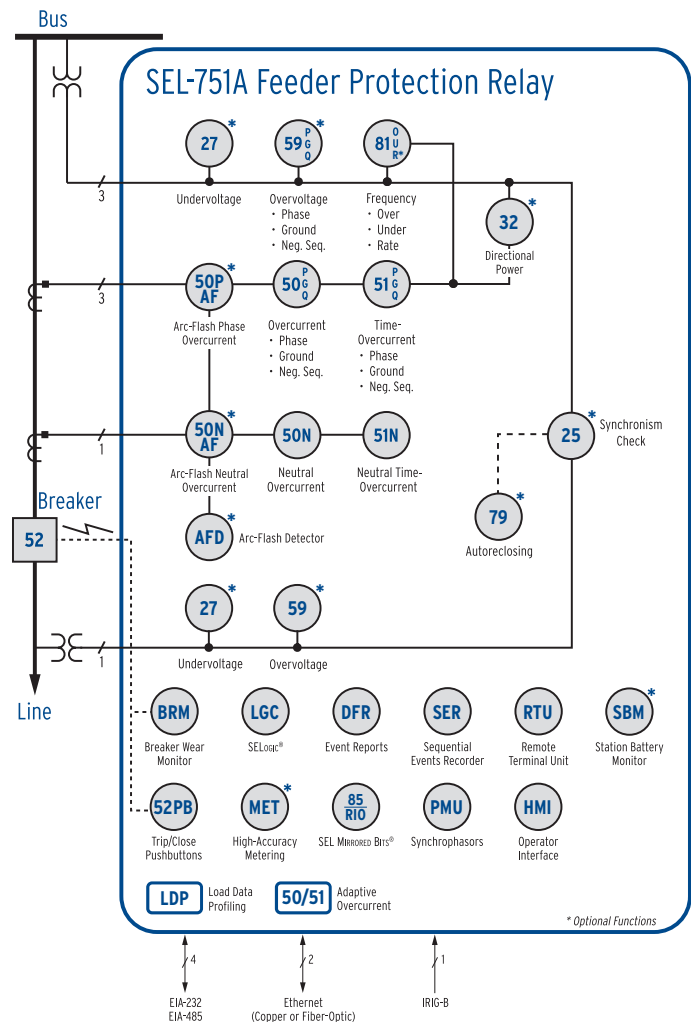 Bus
SEL-751A Feeder Protection Relay
27 *
59 P G Q *
81 O U R*
3
Undervoltage
Overvoltage
• Phase
• Ground
• Neg. Seq.
Frequency
• Over
• Under
• Rate
32 *
Directional
Power
3
50P
AF *
50 P G Q
51 P G Q
Arc-Flash Phase
Overcurrent
Overcurrent
• Phase
• Ground
• Neg. Seq.
Time-
Overcurrent
• Phase
• Ground
• Neg. Seq.
1
50N
AF *
50N
51N
25 *
Synchronism
Check
Arc-Flash Neutral
Overcurrent
Neutral
Overcurrent
Neutral Time-
Overcurrent
Breaker
52
AFD *
Arc-Flash Detector
79 *
Autoreclosing
27 *
59 *
1
Undervoltage
Overvoltage
Line
BRM
LGC
DFR
SER
RTU
SBM *
Breaker Wear
Monitor
SELOGIC®
Event Reports
Sequential
Events Recorder
Remote
Terminal Unit
Station Battery
Monitor
52PB
MET *
85
RIO
PMU
HMI
Trip/Close
Pushbuttons
High-Accuracy
Metering
SEL MIRRORED BITS®
Synchrophasors
Operator
Interface
LDP
Load Data
Profiling
50/51
Adaptive
Overcurrent
* Optional Functions
4
2
1
EIA-232
EIA-485
Ethernet
(Copper or Fiber-Optic)
IRIG-B